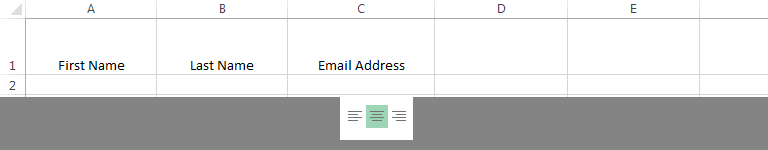 A B C D E
1 First Name Last Name Email Address
2